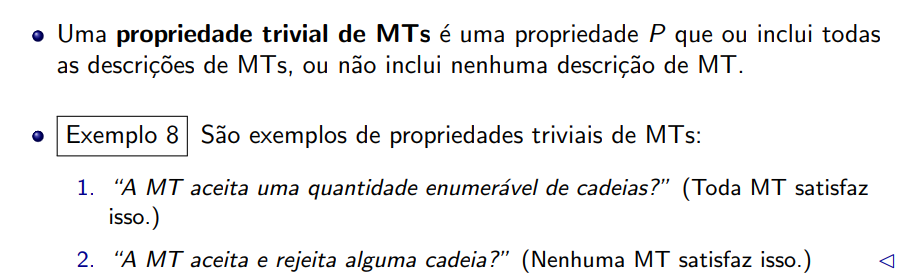 Uma propriedade trivial de MTs é uma propriedade P que ou inclui todas
as descrições de MTs, ou não inclui nenhuma descrição de MT.
Exemplo 8 São exemplos de propriedades triviais de MTs:
1. “A MT aceita uma quantidade enumerável de cadeias?” (Toda MT satisfaz
isso.)
2. “A MT aceita e rejeita alguma cadeia?” (Nenhuma MT satisfaz isso.)